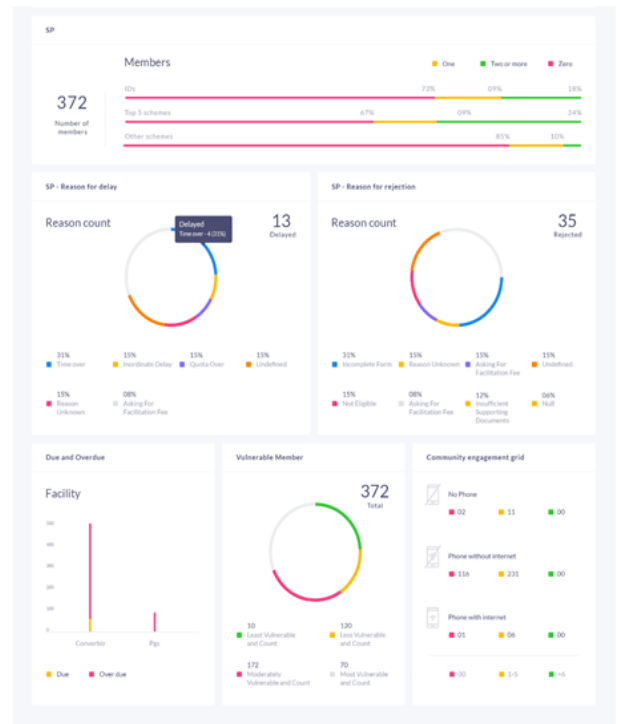 SP
Members
One
Two or more
Zero
372
Number of
members
IDs
73%
09%
18%
Top 5 schemes
67%
09%
24%
Other schemes
85%
10%
SP - Reason for delay
Reason count
Delayed
Time over - 4 (31%)
13
Delayed
31%
Time over
15%
Inordinate Delay
15%
Quota Over
15%
Undefined
15%
Reason
Unknown
08%
Asking For
Facilitation Fee
SP - Reason for rejection
Reason count
35
Rejected
31%
Incomplete Form
15%
Reason Unknown
15%
Asking For
Facilitation Fee
15%
Undefined
15%
Not Eligible
08%
Asking For
Facilitation Fee
12%
Insufficient
Supporting
Documents
06%
Null
Due and Overdue
Facility
0
Converbiz
Pgs
Due
Over due
Vulnerable Member
372
Total
10
Least Vulnerable
and Count
120
Less Vulnerable
and Count
172
Moderately
Vulnerable and Count
70
Most Vulnerable
and Count
Community engagement grid
No Phone
02
11
00
Phone without internet
116
231
00
Phone with internet
01
06
00
00
1-5
>6